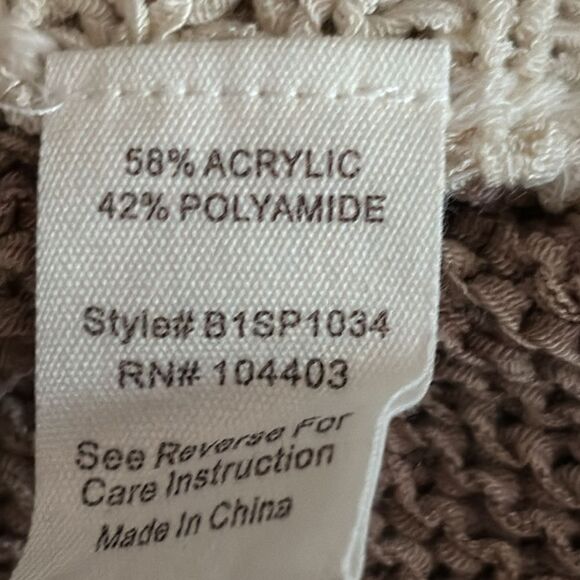 58% ACRYLIC
42% POLYAMIDE
Style# B1SP1034
RN# 104403
See Reverse For
Care Instruction
Made In China